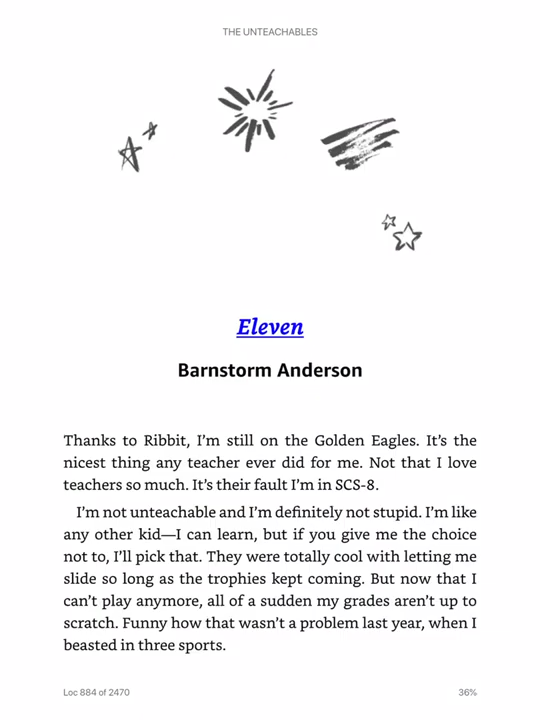 THE UNTEACHABLES
Eleven
Barnstorm Anderson
Thanks to Ribbit, I’m still on the Golden Eagles. It’s the
nicest thing any teacher ever did for me. Not that I love
teachers so much. It’s their fault I’m in SCS-8.
I’m not unteachable and I’m definitely not stupid. I’m like
any other kid—I can learn, but if you give me the choice
not to, I’ll pick that. They were totally cool with letting me
slide so long as the trophies kept coming. But now that I
can’t play anymore, all of a sudden my grades aren’t up to
scratch. Funny how that wasn’t a problem last year, when I
beasted in three sports.
Loc 884 of 2470
36%